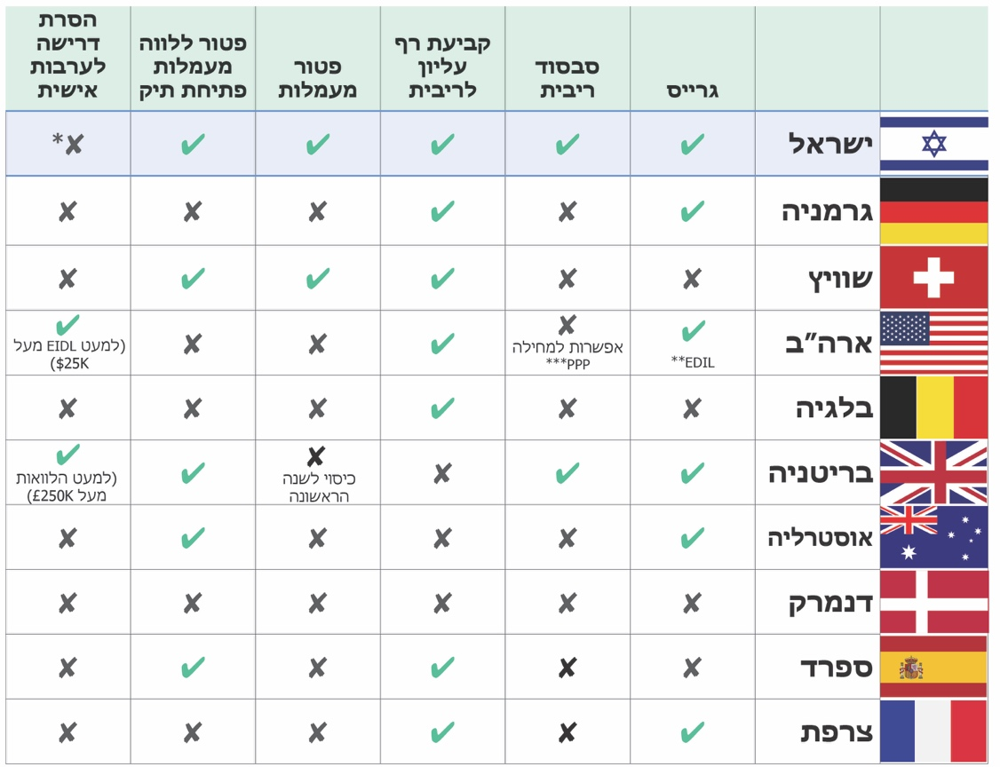 גרייס
סבסוד
ריבית
קביעת רף
עליון
לריבית
פטור
מעמלות
פטור ללווה
מעמלות
פתיחת תיק
הסרת
דרישה
לערבות
אישית
ישראל ✔ ✔ ✔ ✔ ✔ ✘*
גרמניה ✔ ✘ ✔ ✘ ✘ ✘
שוויץ ✘ ✘ ✔ ✔ ✔ ✘
ארה״ב ✔ ✘ ✔ ✘ ✘ ✔
EDIL**
אפשרות למחילה
PPP***
(למעט EIDL מעל
$25K)
בלגיה ✘ ✘ ✔ ✘ ✘ ✘
בריטניה ✔ ✔ ✘ ✘ ✔ ✔
כיסוי לשנה
הראשונה
(למעט הלוואות
מעל £250K)
אוסטרליה ✔ ✘ ✘ ✘ ✔ ✘
דנמרק ✘ ✘ ✘ ✘ ✘ ✘
ספרד ✘ ✘ ✔ ✘ ✔ ✘
צרפת ✔ ✘ ✔ ✘ ✘ ✘